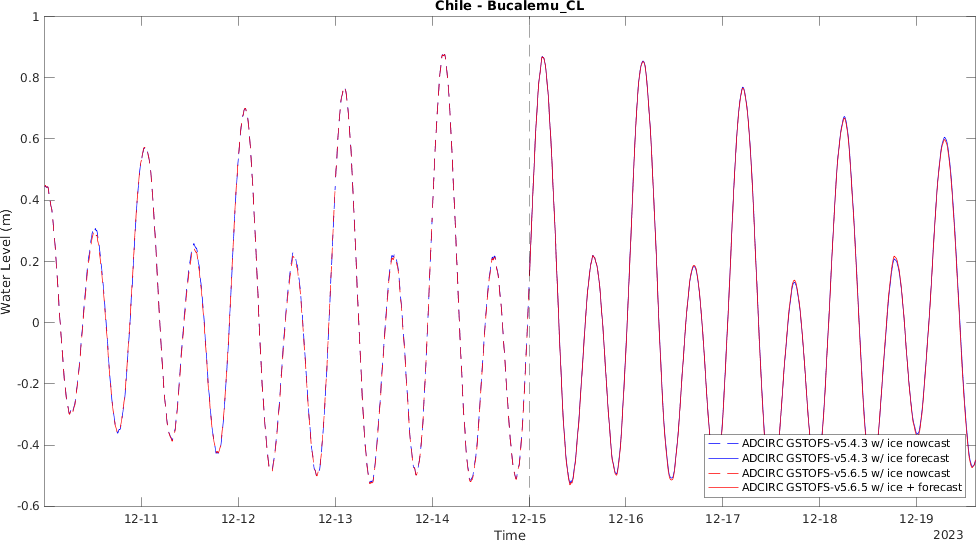 Chile - Bucalemu_CL
1
0.8
0.6
0.4
0.2
0
-0.2
-0.4
-0.6
Water Level (m)
12-11
12-12
12-13
12-14
12-15
12-16
12-17
12-18
12-19
Time
2023
ADCIRC GSTOFS-v5.4.3 w/ ice nowcast
ADCIRC GSTOFS-v5.4.3 w/ ice forecast
ADCIRC GSTOFS-v5.6.5 w/ ice nowcast
ADCIRC GSTOFS-v5.6.5 w/ ice + forecast